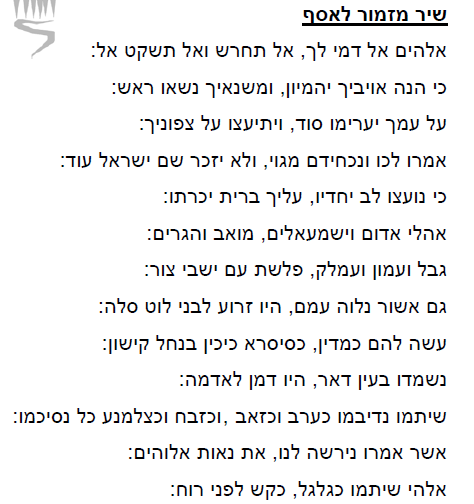 שיר מזמור לאסף
אלהים אל דמי לך, אל תחרש ואל תשקט אל:
כי הנה אויביך יהמיון, ומשנאיך נשאו ראש:
על עמך יערימו סוד, ויתיעצו על צפוניך:
אמרו לכו ונכחידם מגוי, ולא יזכר שם ישראל עוד:
כי נועצו לב יחדיו, עליך ברית יכרתו:
אהלי אדום וישמעאלים, מואב והגרים:
גבל ועמון ועמלק, פלשת עם ישבי צור:
גם אשור נלוה עמם, היו זרוע לבני לוט סלה:
עשה להם כמדין, כסיסרא כיכין בנחל קישון:
נשמדו בעין דאר, היו דמן לאדמה:
שיתמו נדיבמו כערב וכזאב ,וכזבח וכצלמנע כל נסיכמו:
אשר אמרו נירשה לנו, את נאות אלוהים:
אלהי שיתמו כגלגל, כקש לפני רוח: